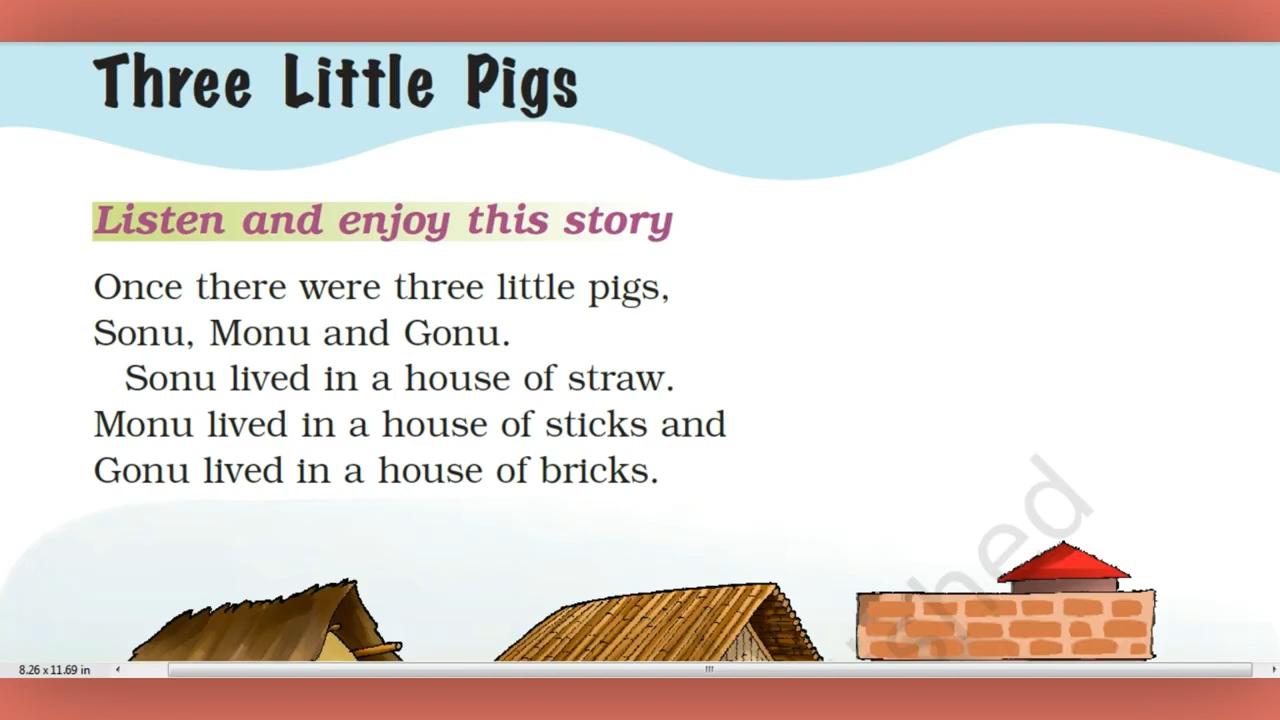 Three Little Pigs
Listen and enjoy this story
Once there were three little pigs,
Sonu, Monu and Gonu.
Sonu lived in a house of straw.
Monu lived in a house of sticks and
Gonu lived in a house of bricks.
8.26 x 11.69 in